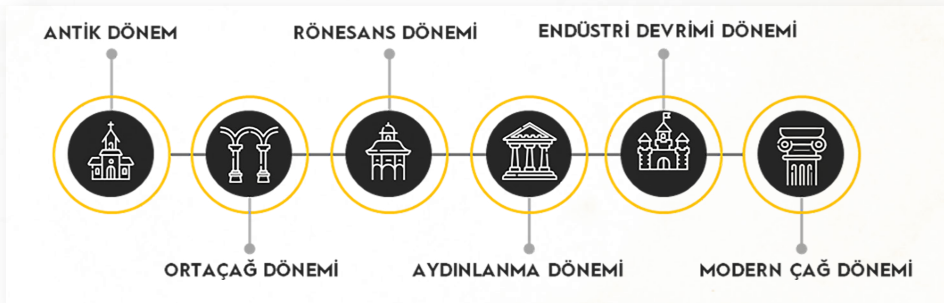 ANTİK DÖNEM
RÖNESANS DÖNEMİ
ENDÜSTRİ DEVRİMİ DÖNEMİ
ORTAÇAĞ DÖNEMİ
AYDINLANMA DÖNEMİ
MODERN ÇAĞ DÖNEMİ